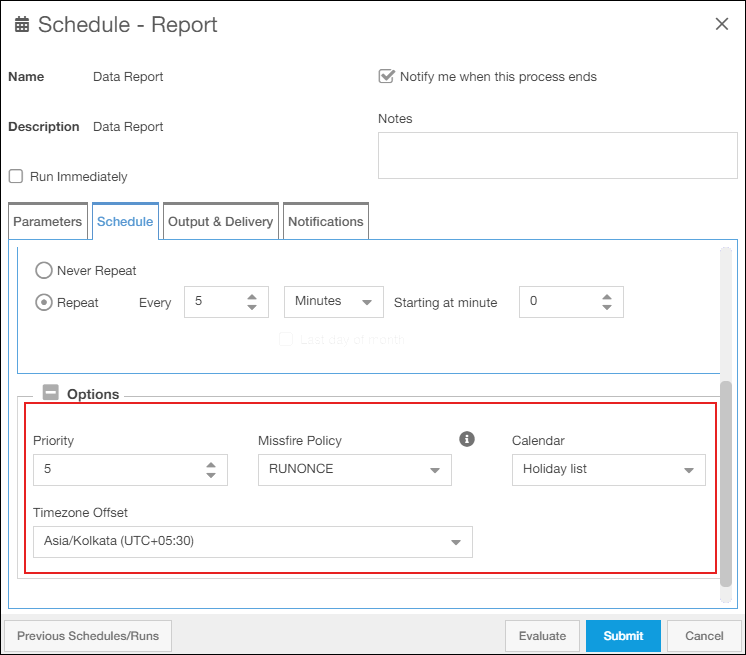 Schedule - Report
Name Data Report
Notify me when this process ends
Description Data Report
Notes
Run Immediately
Parameters Schedule Output & Delivery Notifications
Never Repeat
Repeat Every 5 Minutes Starting at minute 0
Last day of month
Options
Priority Missfire Policy Calendar
5 RUNONCE Holiday list
Timezone Offset
Asia/Kolkata (UTC+05:30)
Previous Schedules/Runs Evaluate Submit Cancel